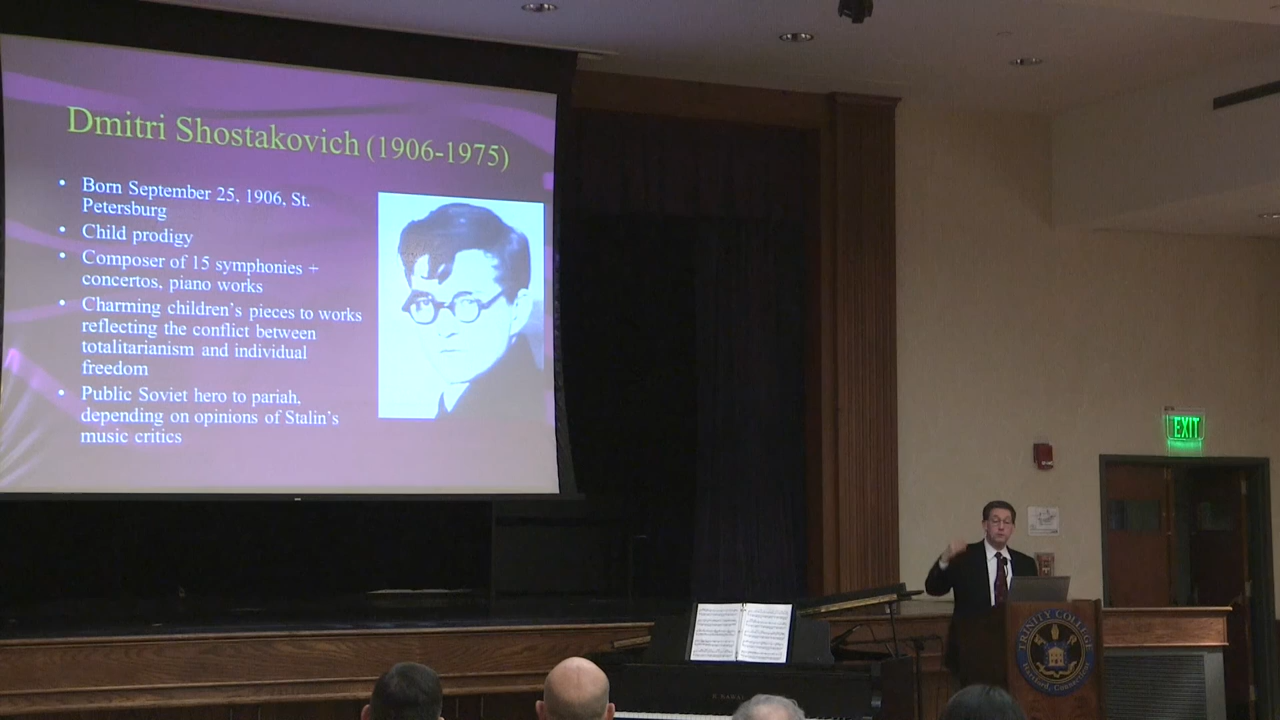 Dmitri Shostakovich (1906-1975)
• Born September 25, 1906, St.
Petersburg
• Child prodigy
• Composer of 15 symphonies +
concertos, piano works
• Charming children's pieces to works
reflecting the conflict between
totalitarianism and individual
freedom
• Public Soviet hero to pariah,
depending on opinions of Stalin's
music critics
EXIT
TRINITY COLLEGE
Hartford, Connecticut